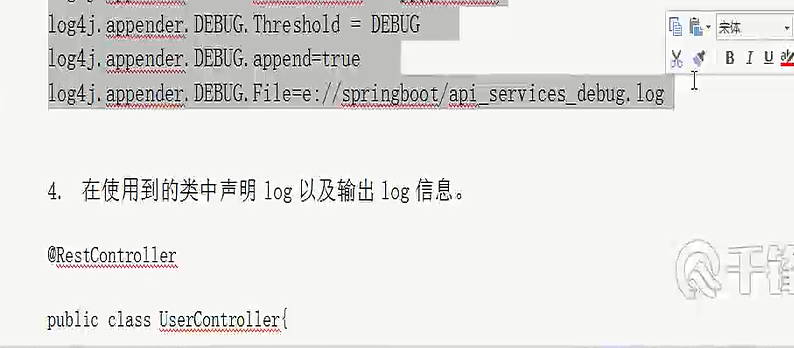 log4j.appender.DEBUG.Threshold = DEBUG
log4j.appender.DEBUG.append=true
log4j.appender.DEBUG.File=e://springboot/api_services_debug.log
宋体
B I U
4. 在使用到的类中声明 log 以及输出 log 信息。
@RestController
千锋
public class UserController{